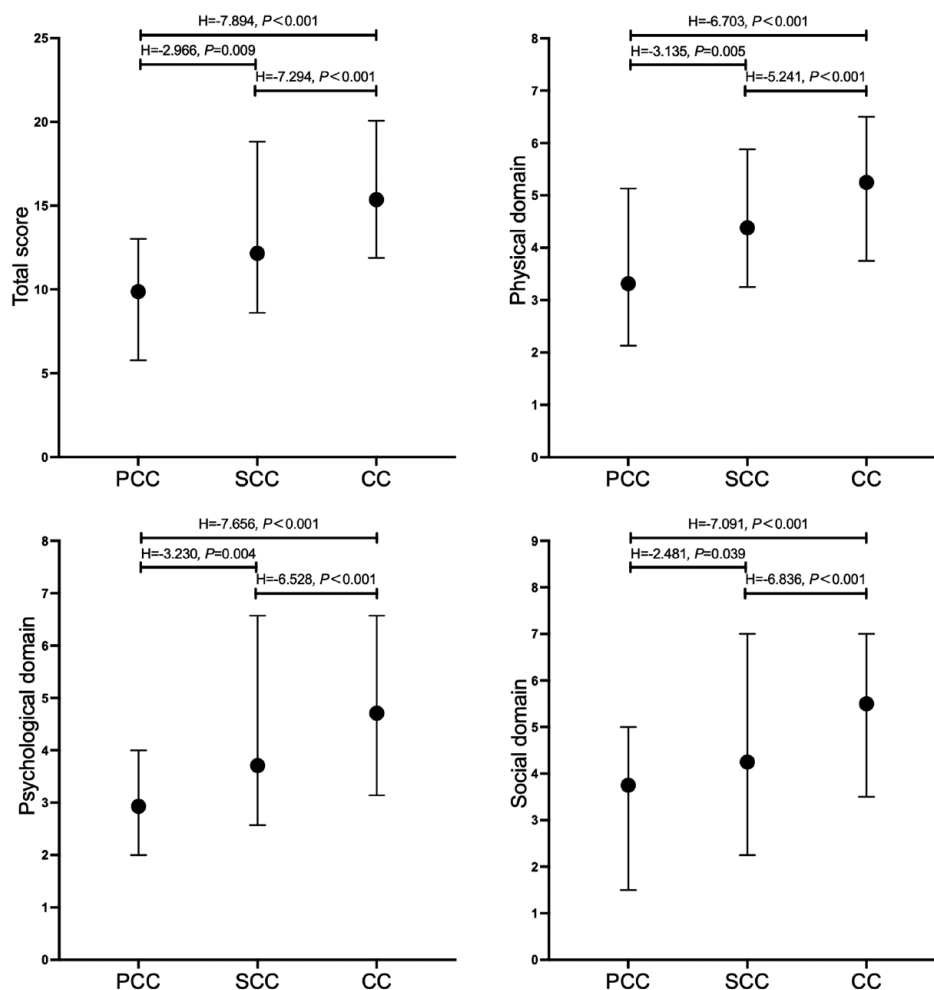 H=-7.894, P<0.001
H=-2.966, P=0.009
H=-7.294, P<0.001
Total score
25
20
15
10
5
0
PCC SCC CC
H=-6.703, P<0.001
H=-3.135, P=0.005
H=-5.241, P<0.001
Physical domain
8
7
6
5
4
3
2
1
0
PCC SCC CC
H=-7.656, P<0.001
H=-3.230, P=0.004
H=-6.528, P<0.001
Psychological domain
8
7
6
5
4
3
2
1
0
PCC SCC CC
H=-7.091, P<0.001
H=-2.481, P=0.039
H=-6.836, P<0.001
Social domain
9
8
7
6
5
4
3
2
1
0
PCC SCC CC